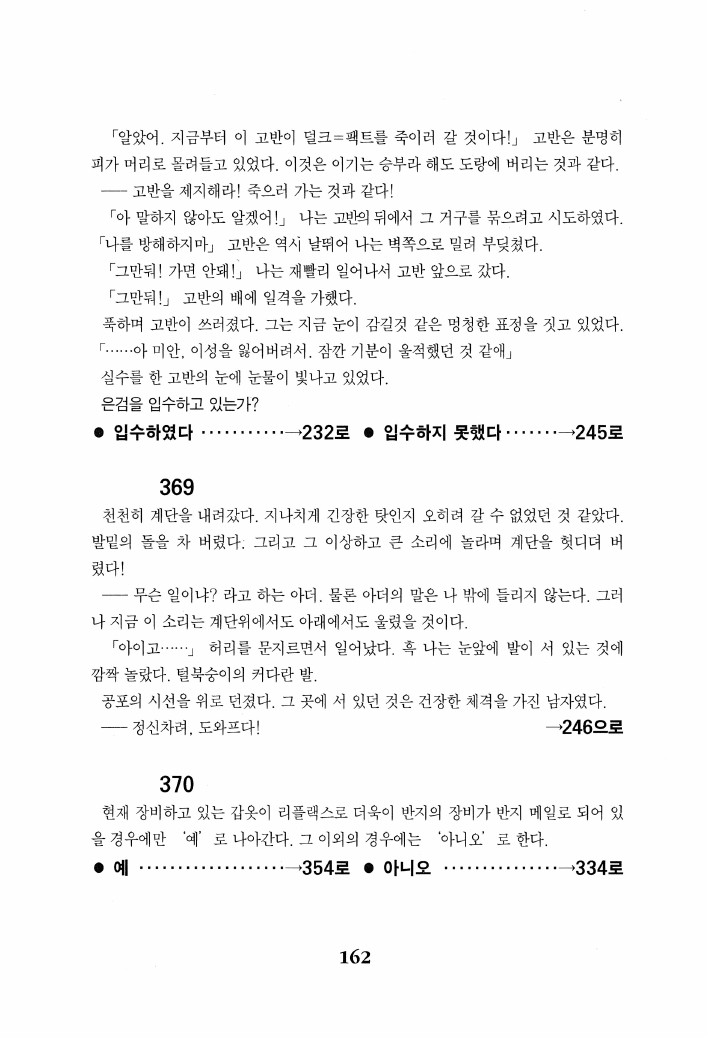 「알았어. 지금부터 이 고반이 덜크=팩트를 죽이러 갈 것이다!」 고반은 분명히
피가 머리로 몰려들고 있었다. 이것은 이기는 승부라 해도 도랑에 버리는 것과 같다.
── 고반을 제지해라! 죽으러 가는 것과 같다!
「아 말하지 않아도 알겠어!」 나는 고반의 뒤에서 그 거구를 묶으려고 시도하였다.
「나를 방해하지마」 고반은 역시 날뛰어 나는 벽쪽으로 밀려 부딪쳤다.
「그만둬! 가면 안돼!」 나는 재빨리 일어나서 고반 앞으로 갔다.
「그만둬!」 고반의 배에 일격을 가했다.
푹하며 고반이 쓰러졌다. 그는 지금 눈이 감길것 같은 멍청한 표정을 짓고 있었다.
「……아 미안, 이성을 잃어버려서. 잠깐 기분이 울적했던 것 같애」
실수를 한 고반의 눈에 눈물이 빛나고 있었다.
은검을 입수하고 있는가?
● 입수하였다 ············→232로 ● 입수하지 못했다·······→245로
369
천천히 계단을 내려갔다. 지나치게 긴장한 탓인지 오히려 갈 수 없었던 것 같았다.
발밑의 돌을 차 버렸다. 그리고 그 이상하고 큰 소리에 놀라며 계단을 헛디뎌 버
렸다!
── 무슨 일이냐? 라고 하는 아더. 물론 아더의 말은 나 밖에 들리지 않는다. 그러
나 지금 이 소리는 계단위에서도 아래에서도 울렸을 것이다.
「아이고……」 허리를 문지르면서 일어났다. 혹 나는 눈앞에 발이 서 있는 것에
깜짝 놀랐다. 털북숭이의 커다란 발.
공포의 시선을 위로 던졌다. 그 곳에 서 있던 것은 건장한 체격을 가진 남자였다.
── 정신차려, 도와프다! →246으로
370
현재 장비하고 있는 갑옷이 리플랙스로 더욱이 반지의 장비가 반지 메일로 되어 있
을 경우에만 ‘예’로 나아간다. 그 이외의 경우에는 ‘아니오’로 한다.
● 예 ···················→354로 ● 아니오 ···············→334로
162